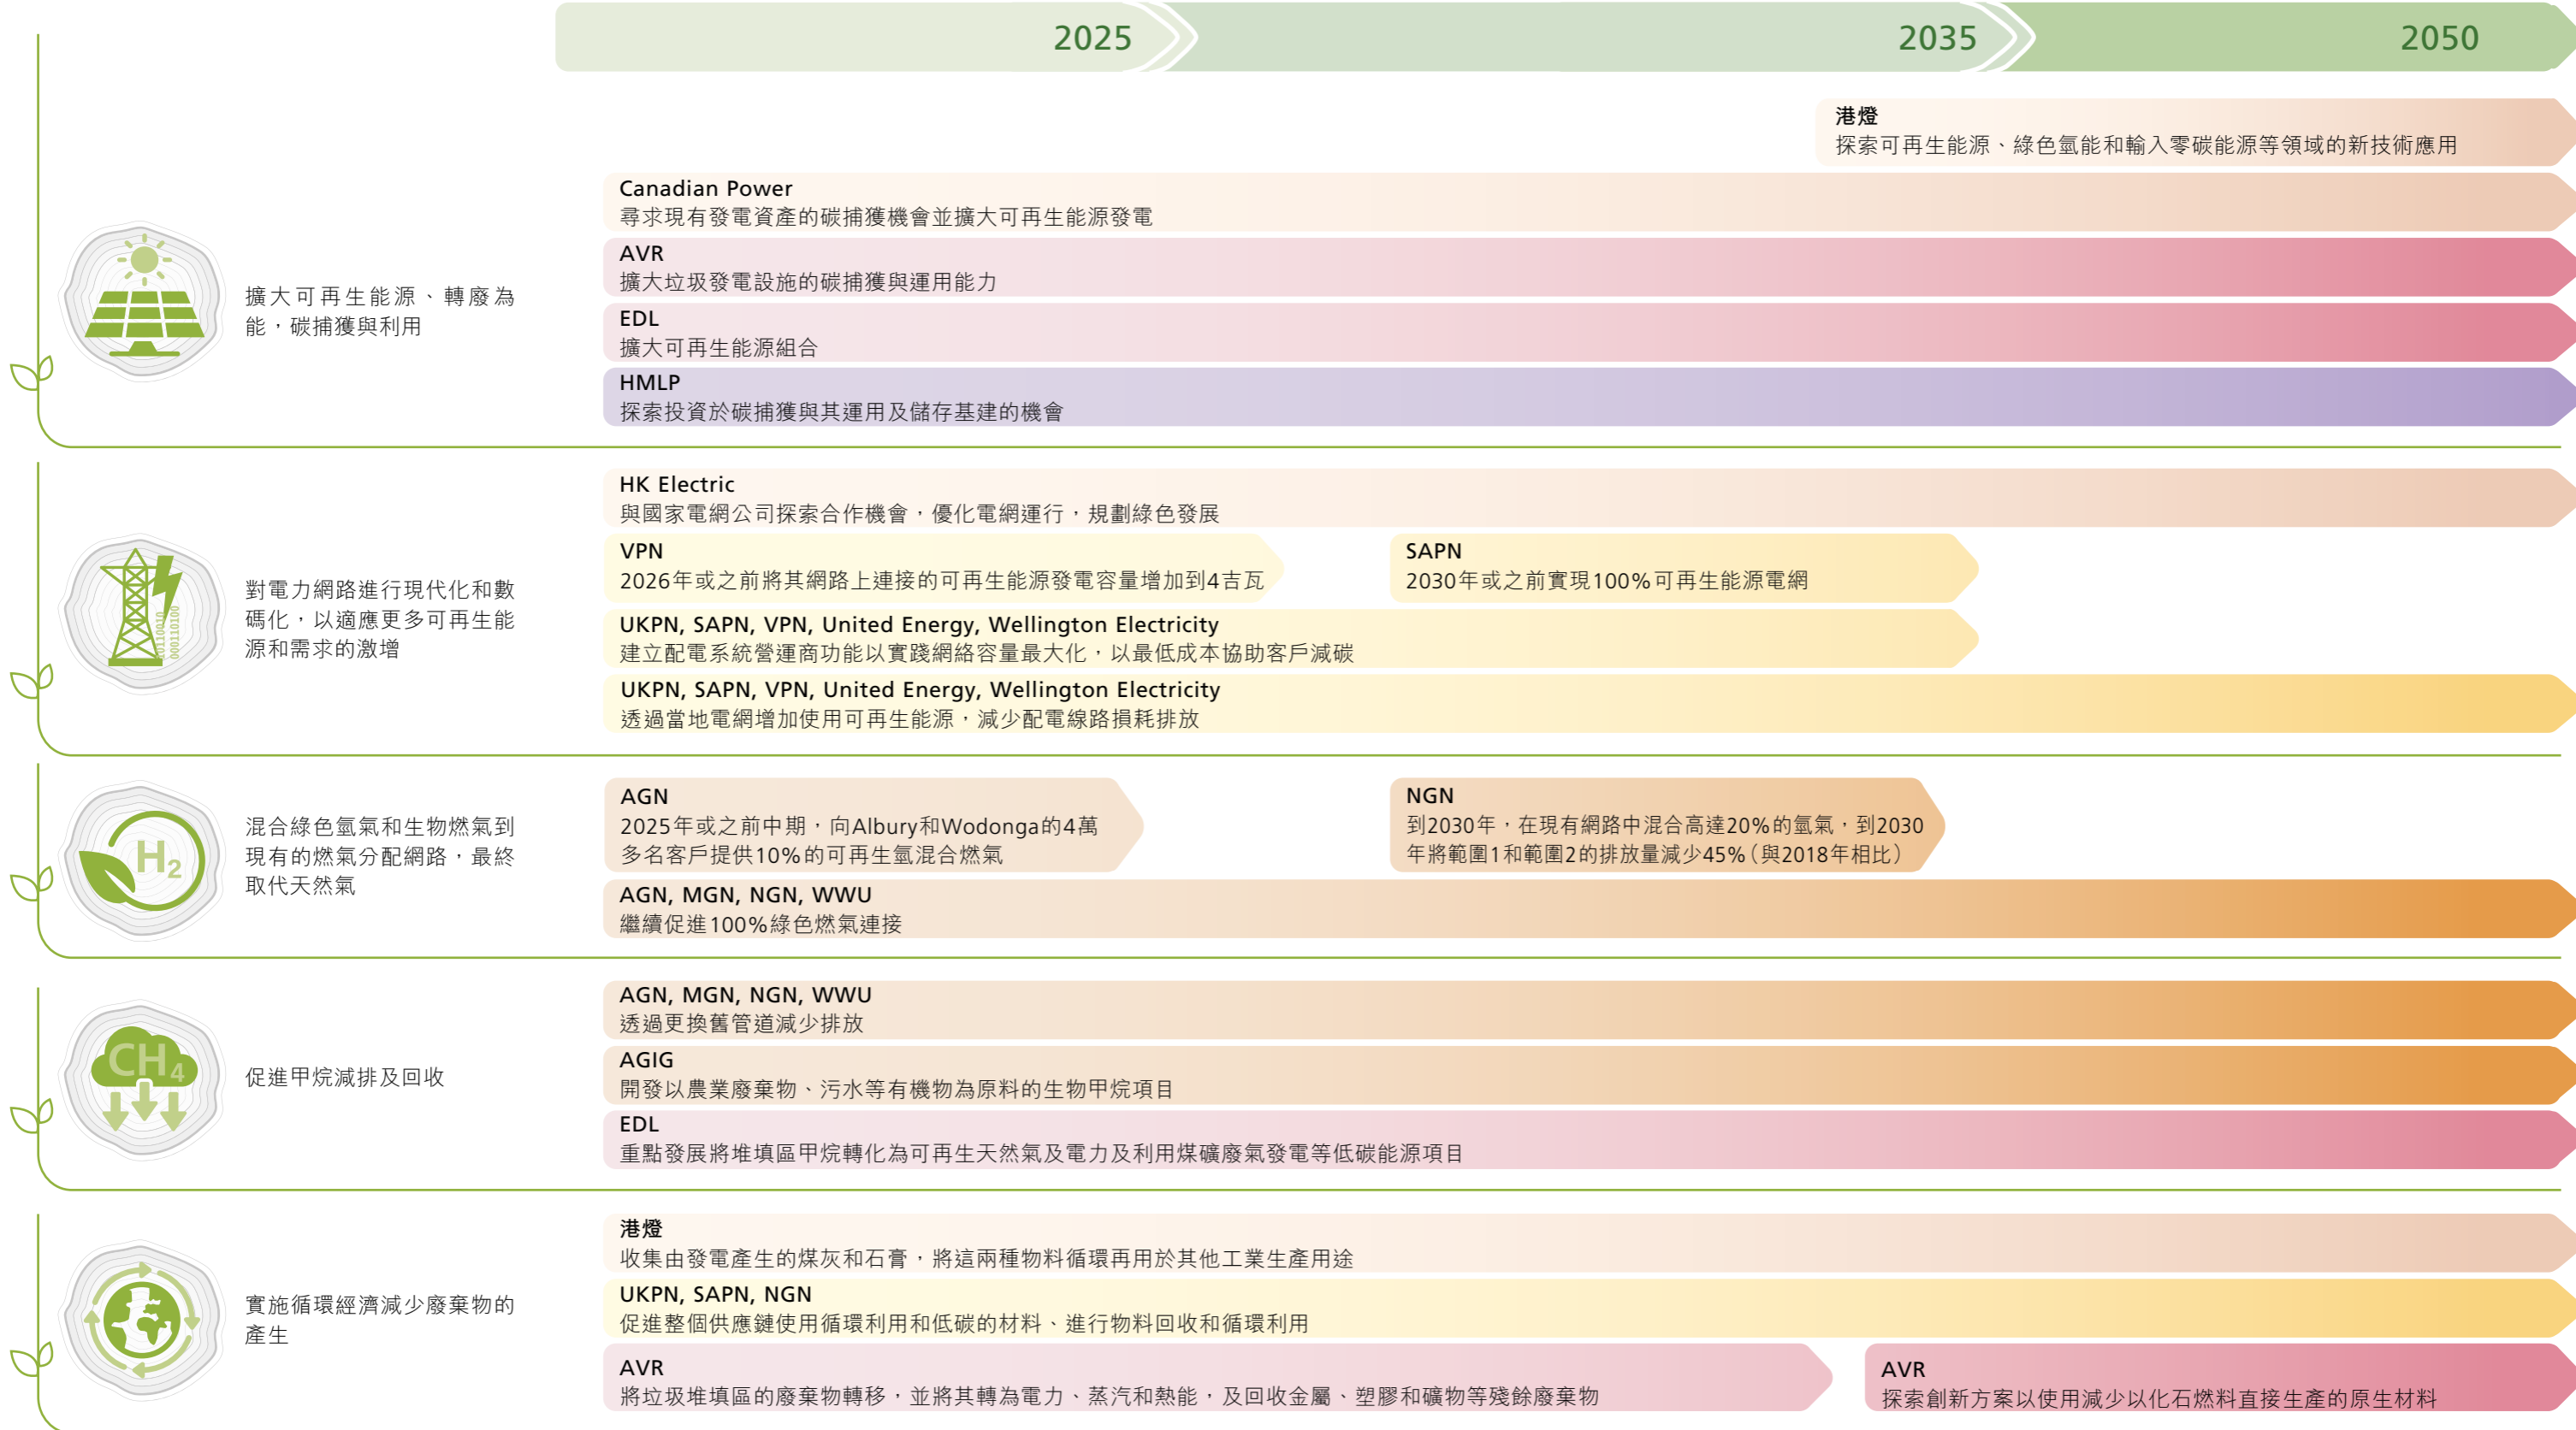 2025
2035
2050
擴大可再生能源、轉廢為
能，碳捕獲與利用
港燈
探索可再生能源、綠色氫能和輸入零碳能源等領域的新技術應用
Canadian Power
尋求現有發電資產的碳捕獲機會並擴大可再生能源發電
AVR
擴大垃圾發電設施的碳捕獲與運用能力
EDL
擴大可再生能源組合
HMLP
探索投資於碳捕獲與其運用及儲存基建的機會
10110010
0001101000
對電力網路進行現代化和數
碼化，以適應更多可再生能
源和需求的激增
HK Electric
與國家電網公司探索合作機會，優化電網運行，規劃綠色發展
VPN
2026年或之前將其網路上連接的可再生能源發電容量增加到4吉瓦
SAPN
2030年或之前實現100%可再生能源電網
UKPN, SAPN, VPN, United Energy, Wellington Electricity
建立配電系統營運商功能以實踐網絡容量最大化，以最低成本協助客戶減碳
UKPN, SAPN, VPN, United Energy, Wellington Electricity
透過當地電網增加使用可再生能源，減少配電線路損耗排放
H2
混合綠色氫氣和生物燃氣到
現有的燃氣分配網路，最終
取代天然氣
AGN
2025年或之前中期，向Albury和Wodonga的4萬
多名客戶提供10%的可再生氫混合燃氣
NGN
到2030年，在現有網路中混合高達20%的氫氣，到2030
年將範圍1和範圍2的排放量減少45%（與2018年相比）
AGN, MGN, NGN, WWU
繼續促進100%綠色燃氣連接
CH4
促進甲烷減排及回收
AGN, MGN, NGN, WWU
透過更換舊管道減少排放
AGIG
開發以農業廢棄物、污水等有機物為原料的生物甲烷項目
EDL
重點發展將堆填區甲烷轉化為可再生天然氣及電力及利用煤礦廢氣發電等低碳能源項目
實施循環經濟減少廢棄物的
產生
港燈
收集由發電產生的煤灰和石膏，將這兩種物料循環再用於其他工業生產用途
UKPN, SAPN, NGN
促進整個供應鏈使用循環利用和低碳的材料、進行物料回收和循環利用
AVR
將垃圾堆填區的廢棄物轉移，並將其轉為電力、蒸汽和熱能，及回收金屬、塑膠和礦物等殘餘廢棄物
AVR
探索創新方案以使用減少以化石燃料直接生產的原生材料